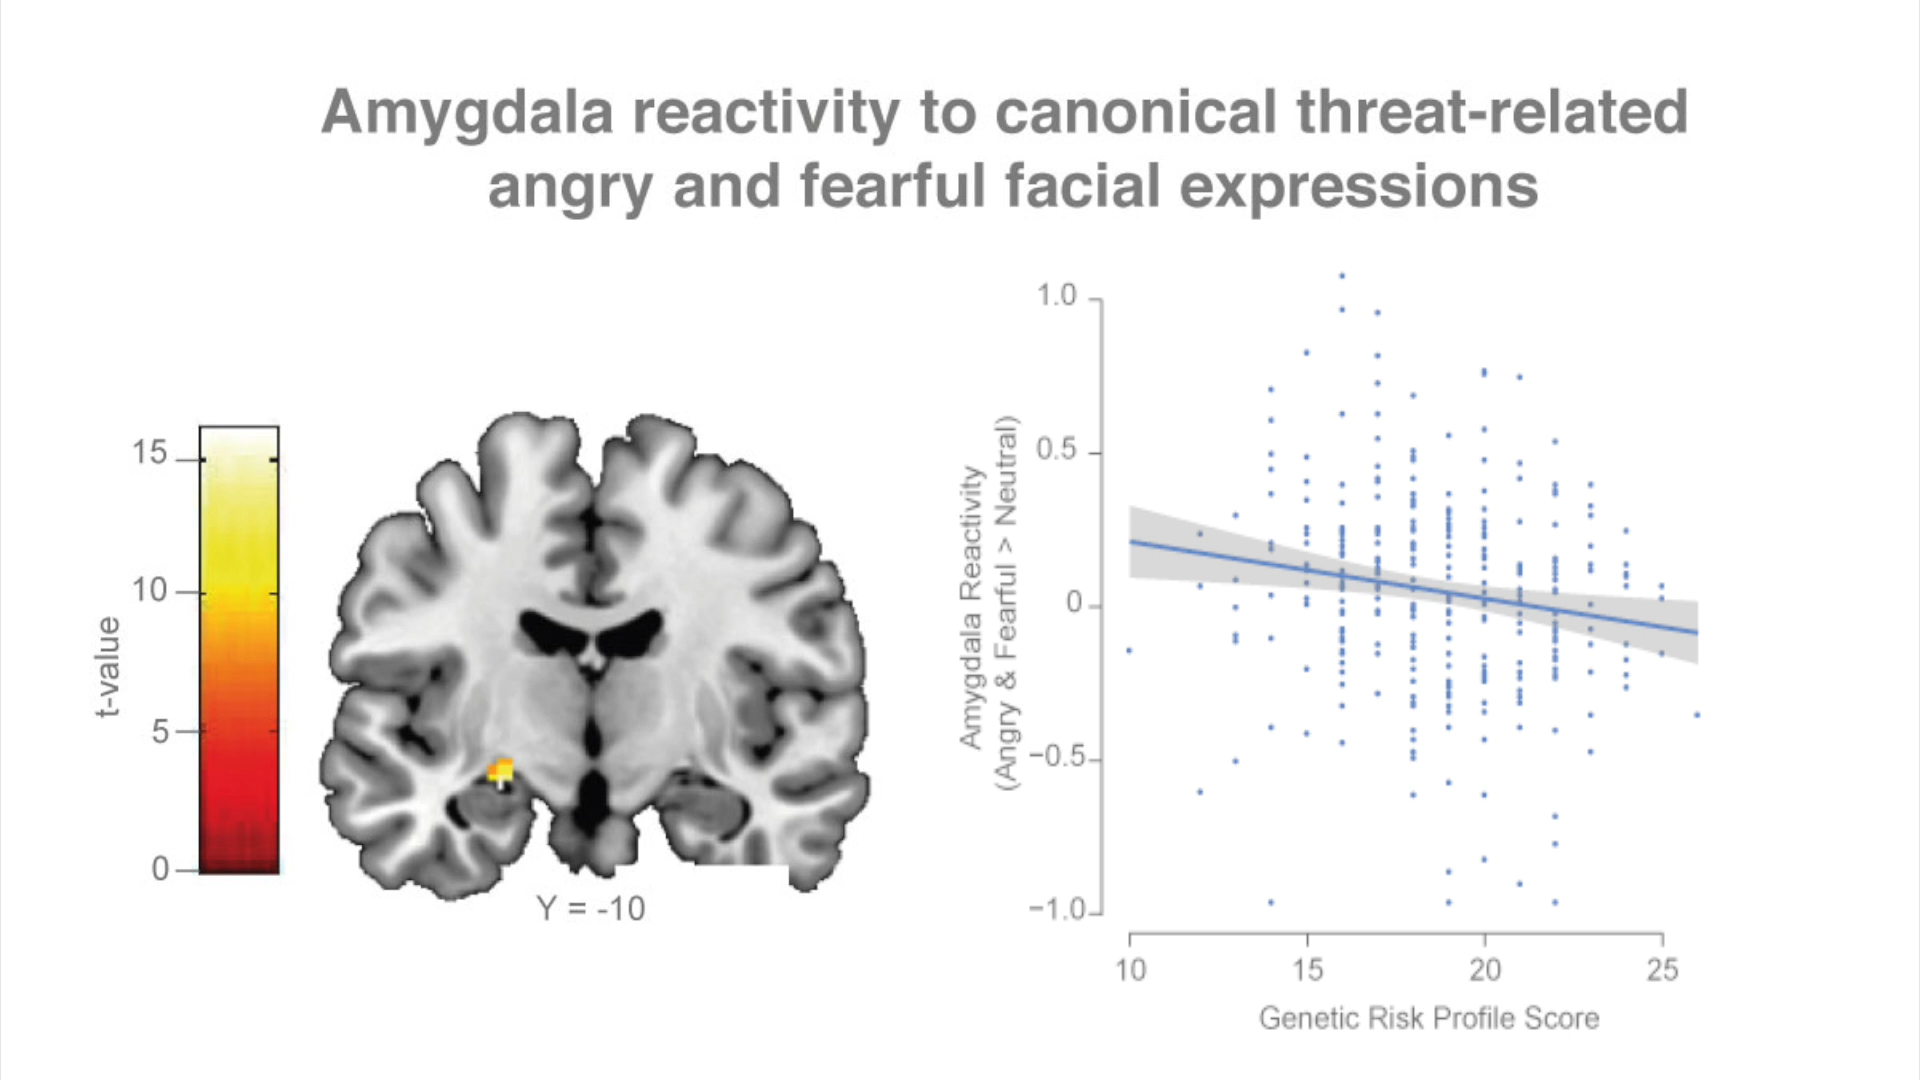 Amygdala reactivity to canonical threat-related
angry and fearful facial expressions
15
10
5
0
t-value
Y = -10
1.0
0.5
0
−0.5
−1.0
Amygdala Reactivity
(Angry & Fearful > Neutral)
10
15
20
25
Genetic Risk Profile Score